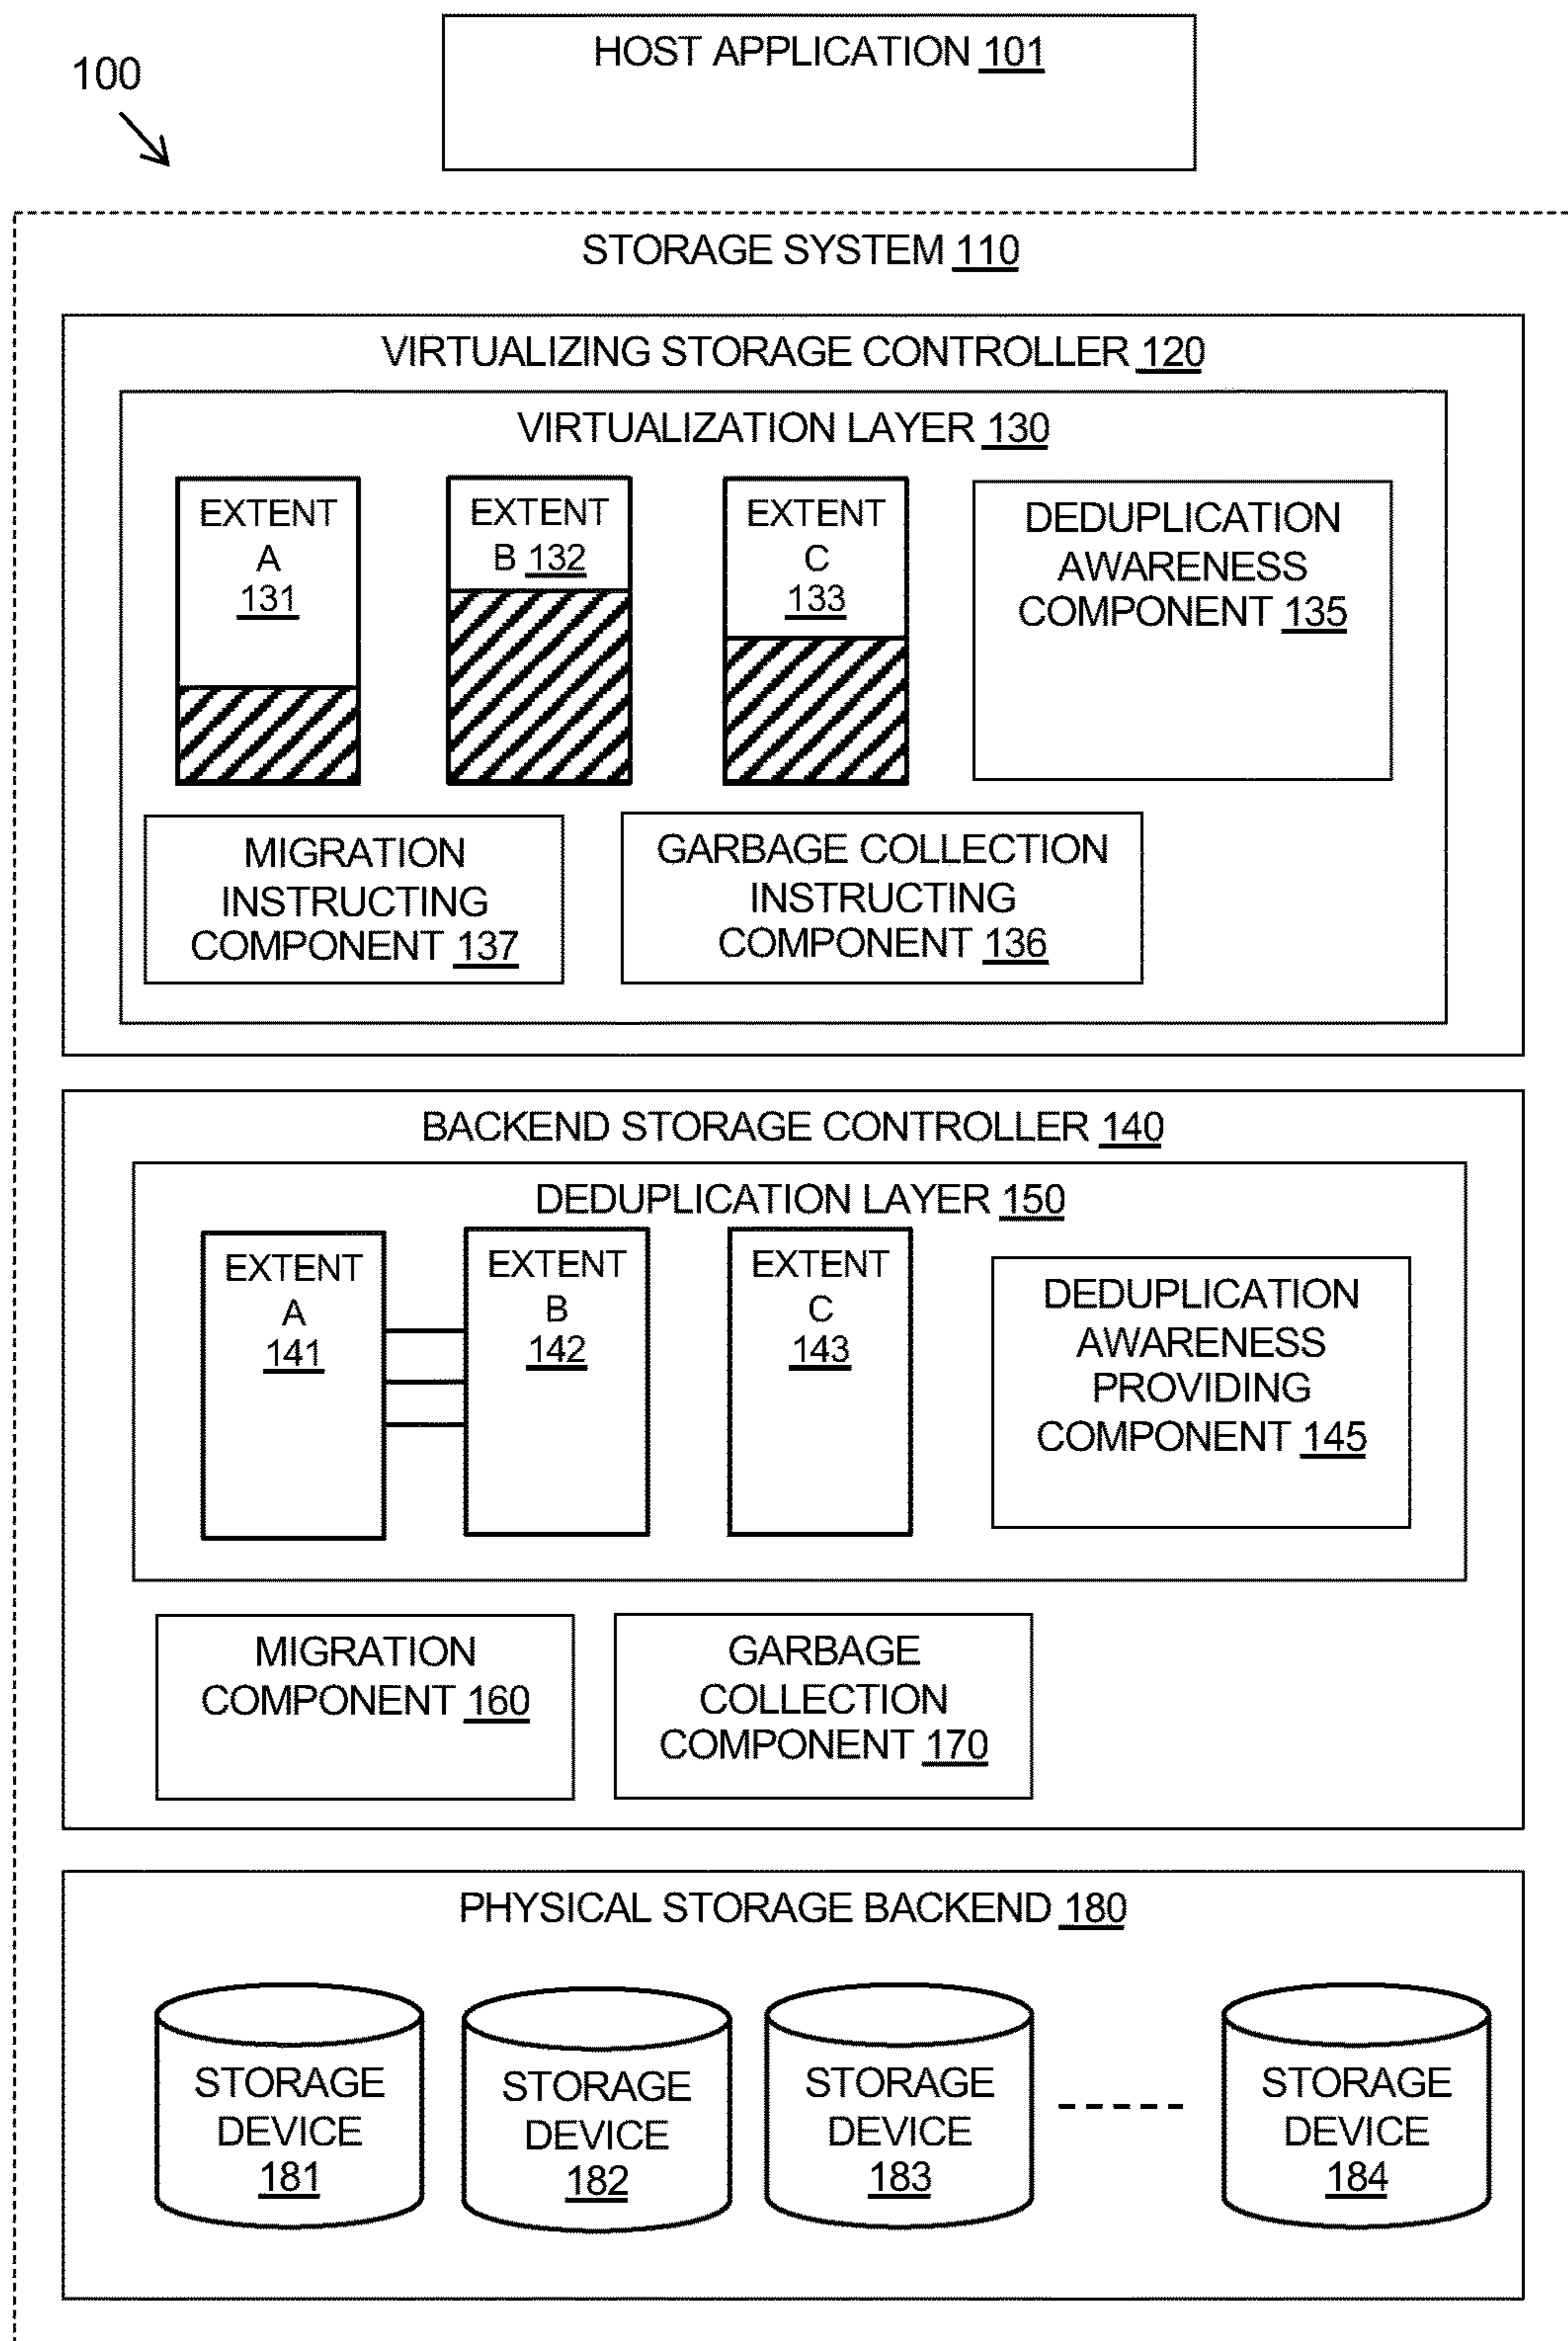 HOST APPLICATION 101
100
STORAGE SYSTEM 110
VIRTUALIZING STORAGE CONTROLLER 120
VIRTUALIZATION LAYER 130
EXTENT
A
131
EXTENT
B 132
EXTENT
C
133
DEDUPLICATION
AWARENESS
COMPONENT 135
MIGRATION
INSTRUCTING
COMPONENT 137
GARBAGE COLLECTION
INSTRUCTING
COMPONENT 136
BACKEND STORAGE CONTROLLER 140
DEDUPLICATION LAYER 150
EXTENT
A
141
EXTENT
B
142
EXTENT
C
143
DEDUPLICATION
AWARENESS
PROVIDING
COMPONENT 145
MIGRATION
COMPONENT 160
GARBAGE
COLLECTION
COMPONENT 170
PHYSICAL STORAGE BACKEND 180
STORAGE
DEVICE
181
STORAGE
DEVICE
182
STORAGE
DEVICE
183
STORAGE
DEVICE
184